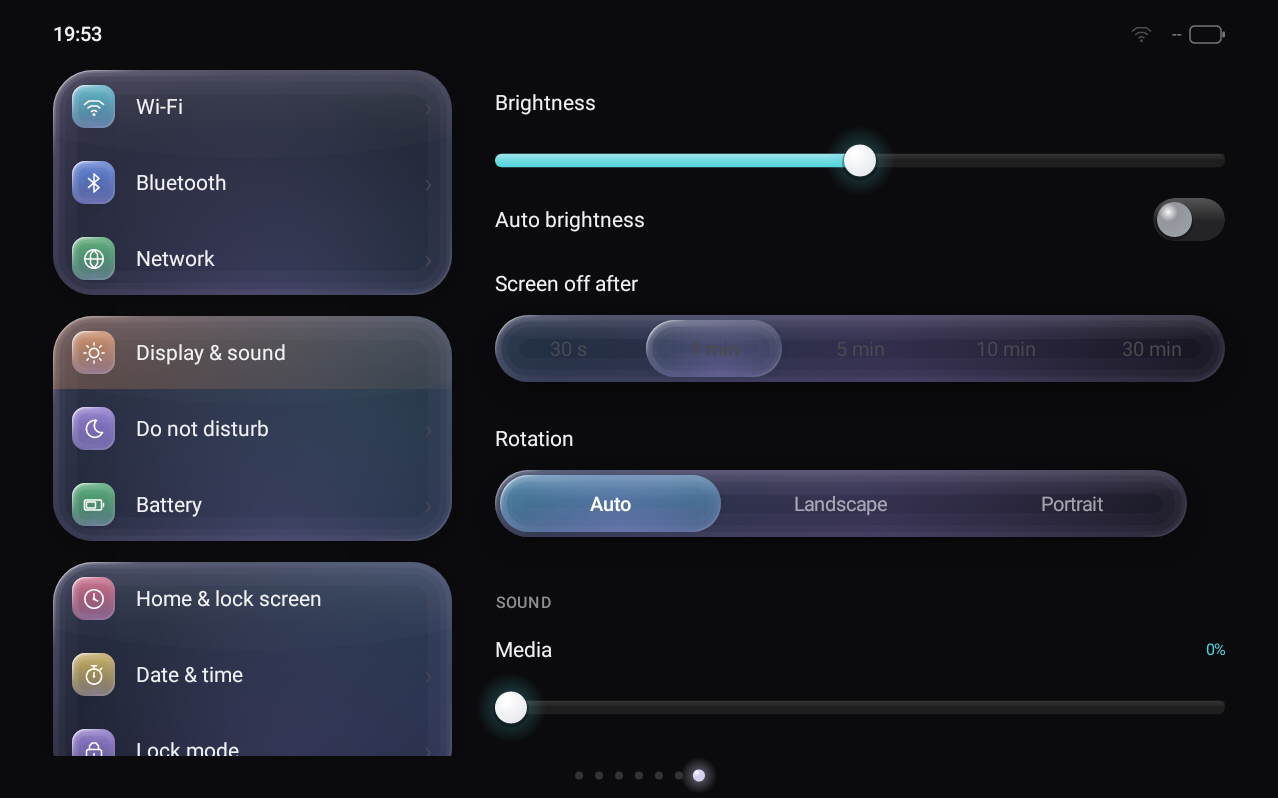 19:53
--
Wi-Fi
Bluetooth
Network
Display & sound
Do not disturb
Battery
Home & lock screen
Date & time
Lock mode
Brightness
Auto brightness
Screen off after
30 s
1 min
5 min
10 min
30 min
Rotation
Auto
Landscape
Portrait
SOUND
Media
0%